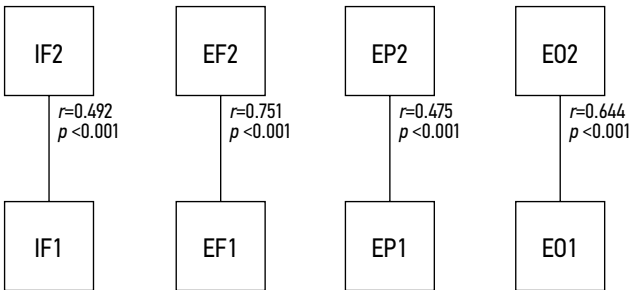 IF2
EF2
EP2
EO2
r=0.492
p <0.001
r=0.751
p <0.001
r=0.475
p <0.001
r=0.644
p <0.001
IF1
EF1
EP1
EO1